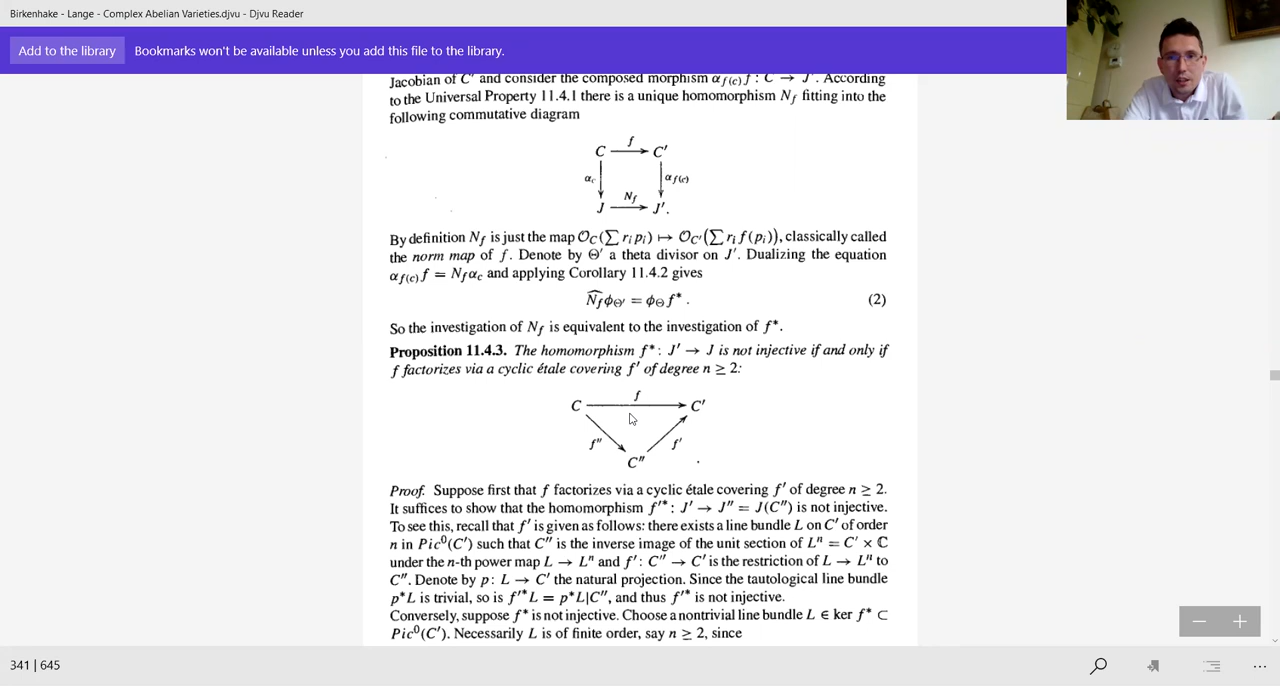 Birkenhake - Lange - Complex Abelian Varieties.djvu - Djvu Reader
Add to the library Bookmarks won't be available unless you add this file to the library.
Jacobian of C′ and consider the composed morphism α_{f(c)} f : C → J′. According
to the Universal Property 11.4.1 there is a unique homomorphism N_f fitting into the
following commutative diagram
f
C → C′
α_c α_{f(c)}
N_f
J → J′.
By definition N_f is just the map 𝒪_C(∑ r_i p_i) ↦ 𝒪_{C′}(∑ r_i f(p_i)), classically called
the norm map of f. Denote by Θ′ a theta divisor on J′. Dualizing the equation
α_{f(c)} f = N_f α_c and applying Corollary 11.4.2 gives
\widehat{N_f} ϕ_{Θ′} = ϕ_Θ f*. (2)
So the investigation of N_f is equivalent to the investigation of f*.
Proposition 11.4.3. The homomorphism f* : J′ → J is not injective if and only if
f factorizes via a cyclic étale covering f′ of degree n ≥ 2:
f
C → C′
f″ f′
C″ .
Proof. Suppose first that f factorizes via a cyclic étale covering f′ of degree n ≥ 2.
It suffices to show that the homomorphism f′* : J′ → J″ = J(C″) is not injective.
To see this, recall that f′ is given as follows: there exists a line bundle L on C′ of order
n in Pic⁰(C′) such that C″ is the inverse image of the unit section of Lⁿ = C′ × ℂ
under the n-th power map L → Lⁿ and f′ : C″ → C′ is the restriction of L → Lⁿ to
C″. Denote by p : L → C′ the natural projection. Since the tautological line bundle
p*L is trivial, so is f′*L = p*L|C″, and thus f′* is not injective.
Conversely, suppose f* is not injective. Choose a nontrivial line bundle L ∈ ker f* ⊂
Pic⁰(C′). Necessarily L is of finite order, say n ≥ 2, since
341 | 645